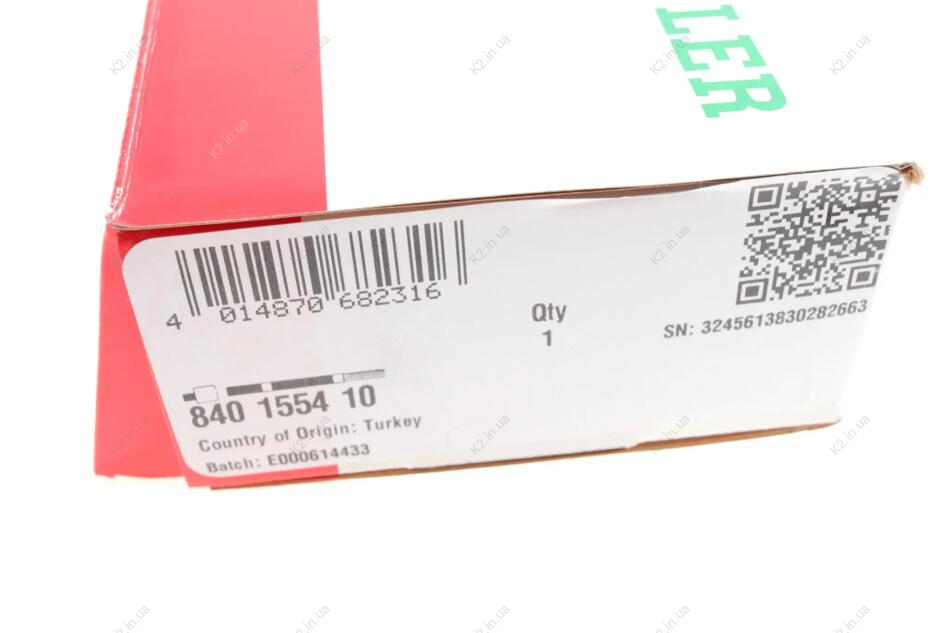 LER
4 014870 682316
Qty
1
SN: 3245613830282663
840 1554 10
Country of Origin: Turkey
Batch: E000614433
K2.in.ua